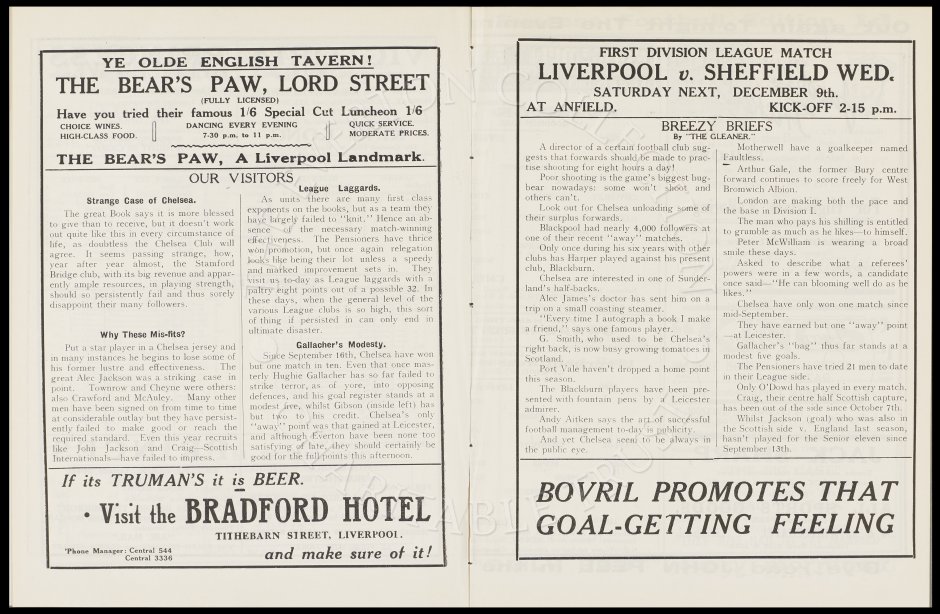 YE OLDE ENGLISH TAVERN!
THE BEAR'S PAW, LORD STREET
(FULLY LICENSED)
Have you tried their famous 1/6 Special Cut Luncheon 1/6
CHOICE WINES.
HIGH-CLASS FOOD.
DANCING EVERY EVENING
7-30 p.m. to 11 p.m.
QUICK SERVICE.
MODERATE PRICES.
THE BEAR'S PAW, A Liverpool Landmark.
OUR VISITORS
Strange Case of Chelsea.
The great Book says it is more blessed
to give than to receive, but it doesn't work
out quite like this in every circumstance of
life, as doubtless the Chelsea Club will
agree. It seems passing strange, how,
year after year almost, the Stamford
Bridge club, with its big revenue and appar-
ently ample resources, in playing strength,
should so persistently fail and thus sorely
disappoint their many followers.
Why These Mis-fits?
Put a star player in a Chelsea jersey and
in many instances he begins to lose some of
his former lustre and effectiveness. The
great Alec Jackson was a striking case in
point. Townrow and Cheyne were others:
also Crawford and McAuley. Many other
men have been signed on from time to time
at considerable outlay but they have persist-
ently failed to make good or reach the
required standard. Even this year recruits
like John Jackson and Craig—Scottish
Internationals—have failed to impress.
League Laggards.
As units there are many first class
exponents on the books, but as a team they
have largely failed to "knit." Hence an ab-
sence of the necessary match-winning
effectiveness. The Pensioners have thrice
won promotion, but once again relegation
looks like being their lot unless a speedy
and marked improvement sets in. They
visit us to-day as League laggards with a
paltry eight points out of a possible 32. In
these days, when the general level of the
various League clubs is so high, this sort
of thing if persisted in can only end in
ultimate disaster.
Gallacher's Modesty.
Since September 16th, Chelsea have won
but one match in ten. Even that once mas-
terly Hughie Gallacher has so far failed to
strike terror, as of yore, into opposing
defences, and his goal register stands at a
modest five, whilst Gibson (inside left) has
but two to his credit. Chelsea's only
"away" point was that gained at Leicester,
and although Everton have been none too
satisfying of late, they should certainly be
good for the full points this afternoon.
If its TRUMAN'S it is BEER.
• Visit the BRADFORD HOTEL
TITHEBARN STREET, LIVERPOOL.
'Phone Manager: Central 544
Central 3336
and make sure of it!
FIRST DIVISION LEAGUE MATCH
LIVERPOOL v. SHEFFIELD WED.
SATURDAY NEXT, DECEMBER 9th.
AT ANFIELD. KICK-OFF 2-15 p.m.
BREEZY BRIEFS
By "THE GLEANER."
A director of a certain football club sug-
gests that forwards should be made to prac-
tise shooting for eight hours a day!
Poor shooting is the game's biggest bug-
bear nowadays: some won't shoot and
others can't.
Look out for Chelsea unloading some of
their surplus forwards.
Blackpool had nearly 4,000 followers at
one of their recent "away" matches.
Only once during his six years with other
clubs has Harper played against his present
club, Blackburn.
Chelsea are interested in one of Sunder-
land's half-backs.
Alec James's doctor has sent him on a
trip on a small coasting steamer.
"Every time I autograph a book I make
a friend," says one famous player.
G. Smith, who used to be Chelsea's
right back, is now busy growing tomatoes in
Scotland.
Port Vale haven't dropped a home point
this season.
The Blackburn players have been pre-
sented with fountain pens by a Leicester
admirer.
Andy Aitken says the art of successful
football management to-day is publicity.
And yet Chelsea seem to be always in
the public eye.
Motherwell have a goalkeeper named
Faultless.
Arthur Gale, the former Bury centre
forward continues to score freely for West
Bromwich Albion.
London are making both the pace and
the base in Division I.
The man who pays his shilling is entitled
to grumble as much as he likes—to himself.
Peter McWilliam is wearing a broad
smile these days.
Asked to describe what a referees'
powers were in a few words, a candidate
once said—"He can blooming well do as he
likes."
Chelsea have only won one match since
mid-September.
They have earned but one "away" point
—at Leicester.
Gallacher's "bag" thus far stands at a
modest five goals.
The Pensioners have tried 21 men to date
in their League side.
Only O'Dowd has played in every match.
Craig, their centre half Scottish capture,
has been out of the side since October 7th.
Whilst Jackson (goal) who was also in
the Scottish side v. England last season,
hasn't played for the Senior eleven since
September 13th.
BOVRIL PROMOTES THAT
GOAL-GETTING FEELING